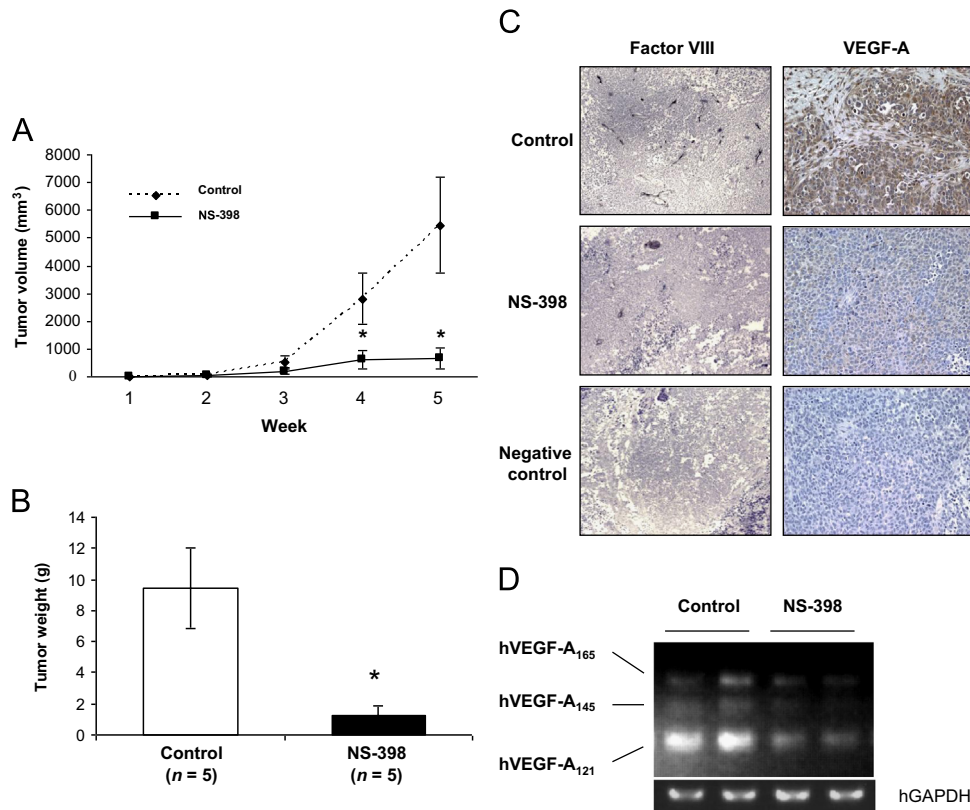 A
Tumor volume (mm³)
8000
7000
6000
5000
4000
3000
2000
1000
0
Control
NS-398
*
*
1 2 3 4 5
Week
B
Tumor weight (g)
14
12
10
8
6
4
2
0
*
Control
(n = 5)
NS-398
(n = 5)
C
Factor VIII VEGF-A
Control
NS-398
Negative
control
D
Control NS-398
hVEGF-A₁₆₅
hVEGF-A₁₄₅
hVEGF-A₁₂₁
hGAPDH